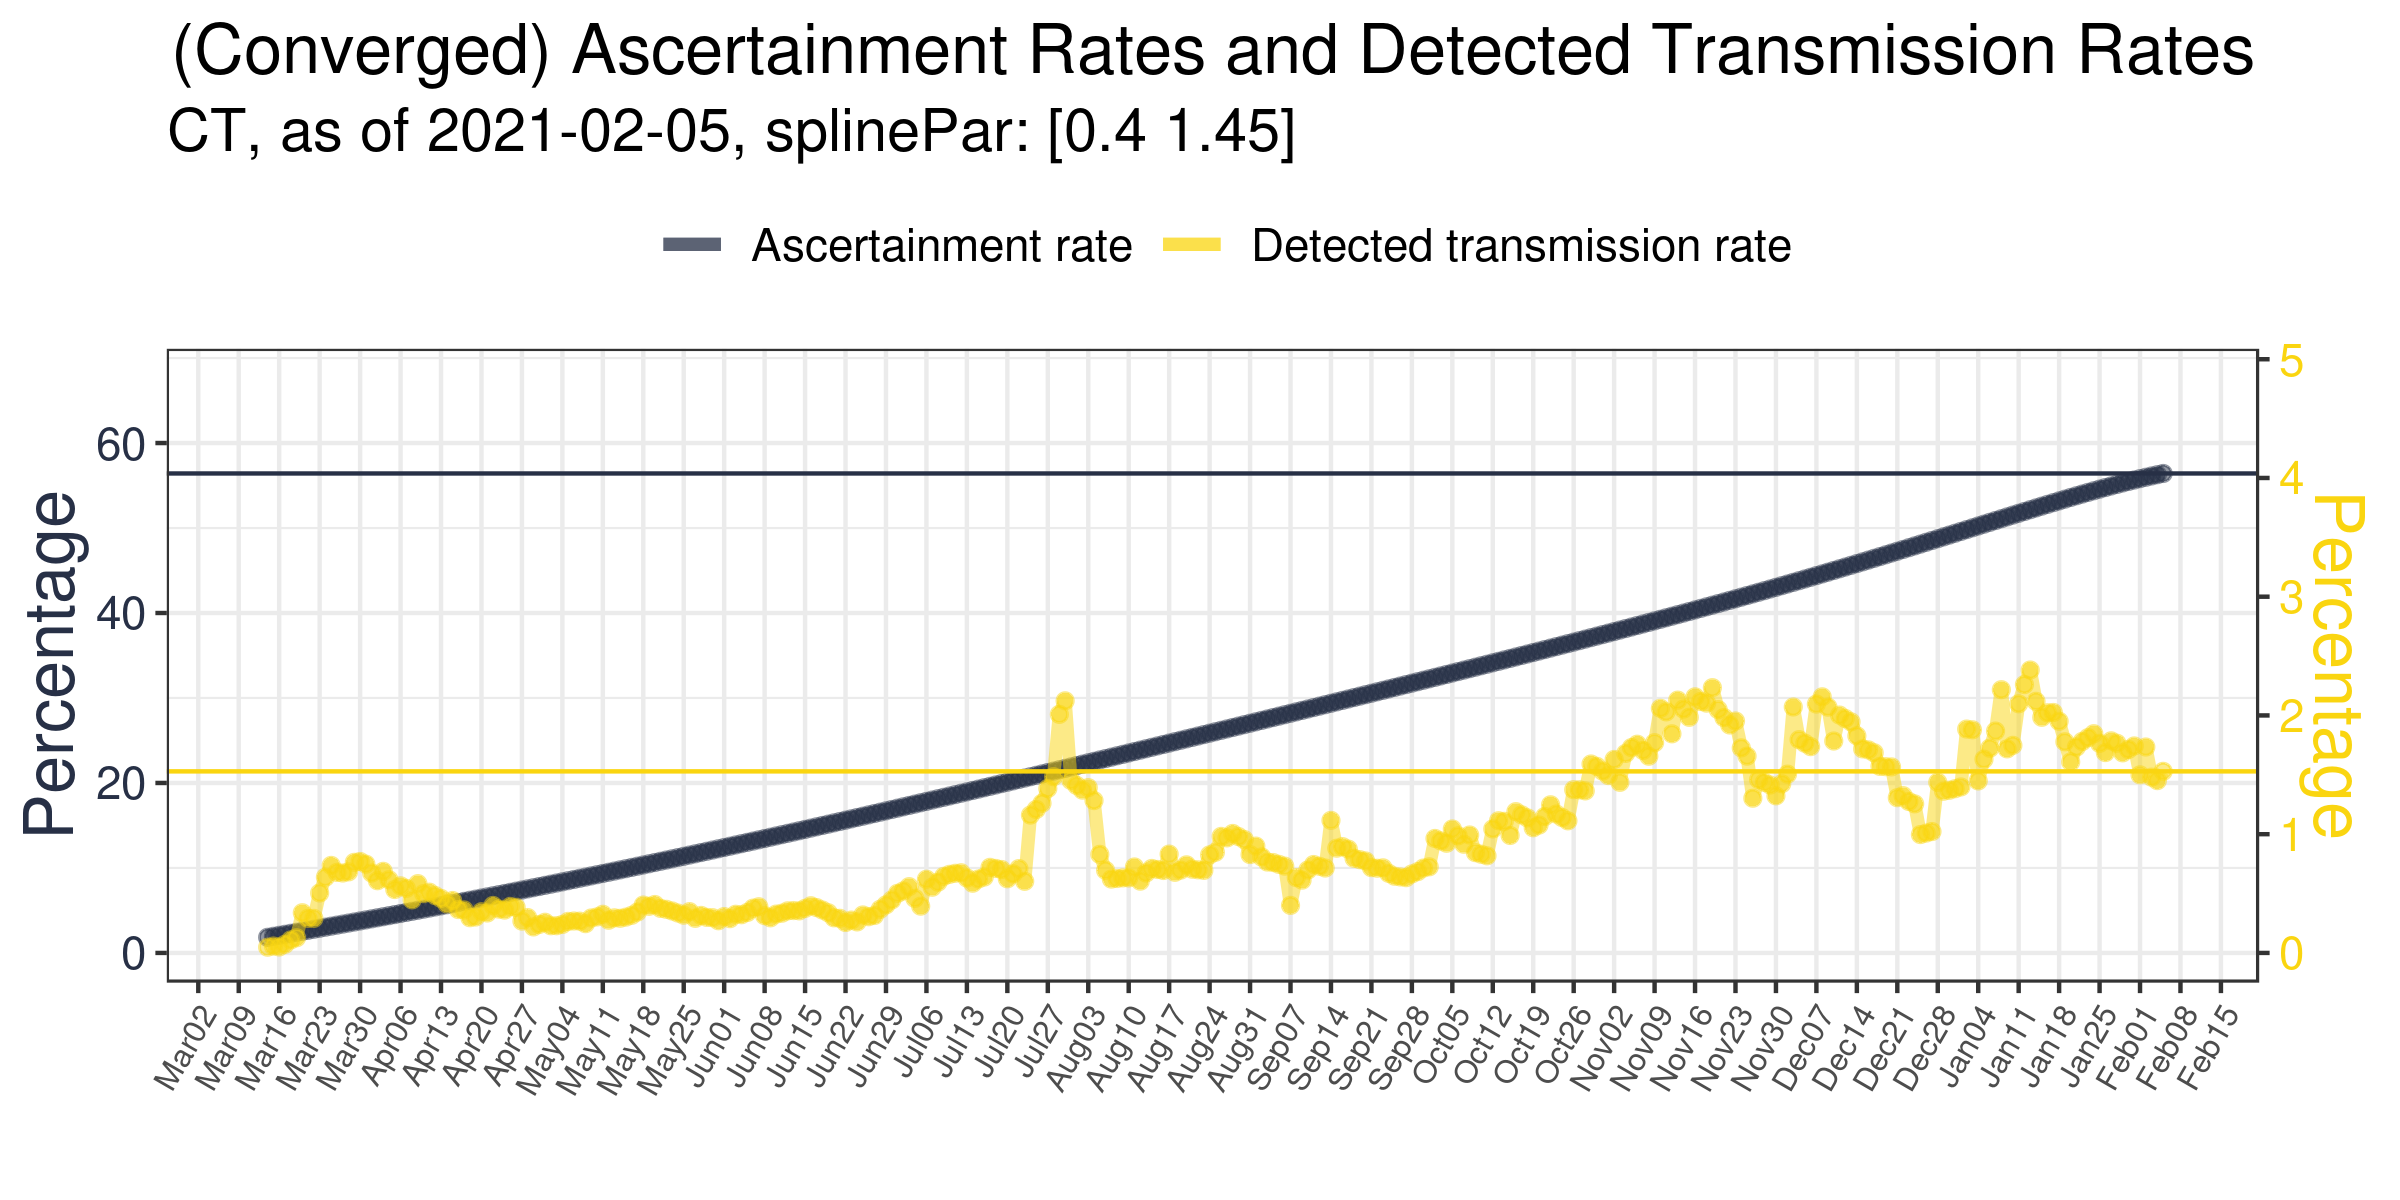 (Converged) Ascertainment Rates and Detected Transmission Rates
CT, as of 2021-02-05, splinePar: [0.4 1.45]
Ascertainment rate
Detected transmission rate
Percentage
60
40
20
0
5
4
3
2
1
0
Percentage
Mar02
Mar09
Mar16
Mar23
Mar30
Apr06
Apr13
Apr20
Apr27
May04
May11
May18
May25
Jun01
Jun08
Jun15
Jun22
Jun29
Jul06
Jul13
Jul20
Jul27
Aug03
Aug10
Aug17
Aug24
Aug31
Sep07
Sep14
Sep21
Sep28
Oct05
Oct12
Oct19
Oct26
Nov02
Nov09
Nov16
Nov23
Nov30
Dec07
Dec14
Dec21
Dec28
Jan04
Jan11
Jan18
Jan25
Feb01
Feb08
Feb15